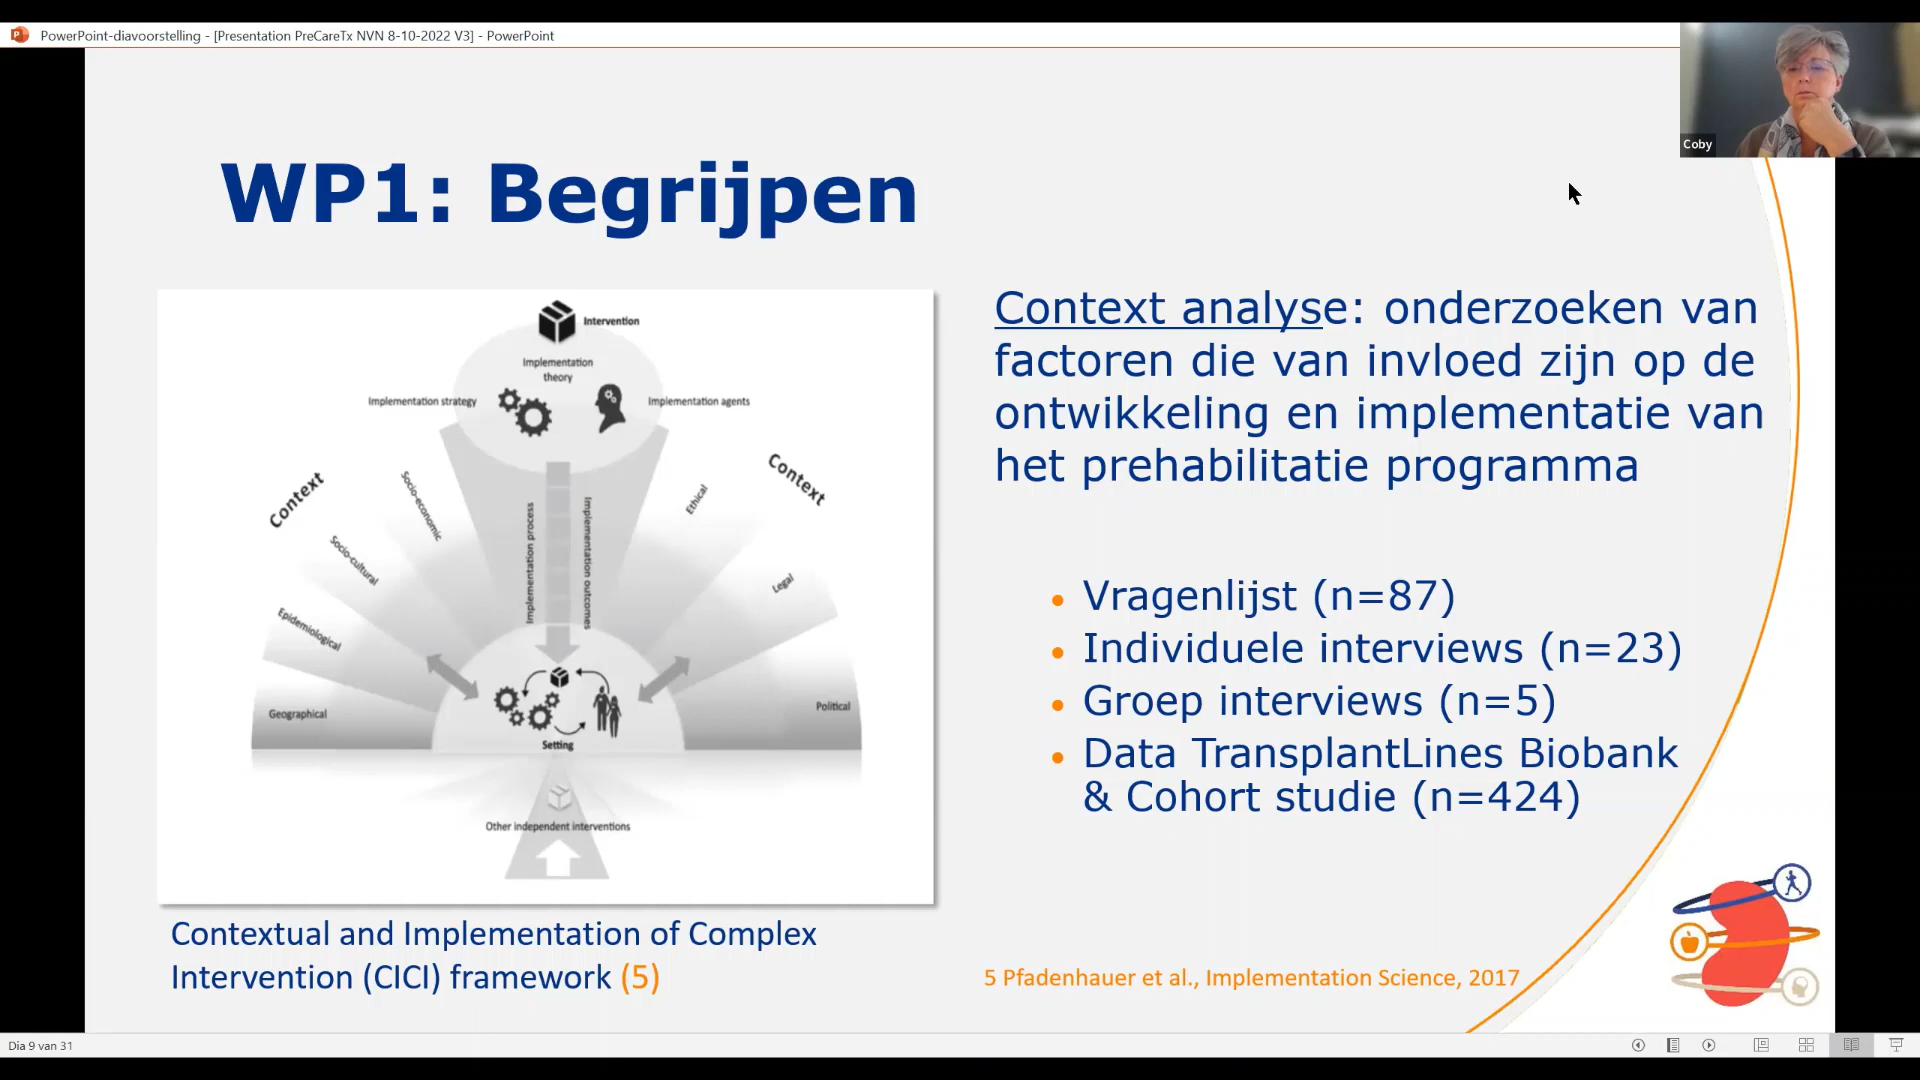 PowerPoint-diavoorstelling - [Presentation PreCareTx NVN 8-10-2022 V3] - PowerPoint
Coby
WP1: Begrijpen
Intervention
Implementation
theory
Implementation strategy
Implementation agents
Context
Context
Socio-economic
Ethical
Socio-cultural
Legal
Implementation process
Implementation outcomes
Epidemiological
Geographical
Political
Setting
Other independent interventions
Contextual and Implementation of Complex
Intervention (CICI) framework (5)
Context analyse: onderzoeken van
factoren die van invloed zijn op de
ontwikkeling en implementatie van
het prehabilitatie programma
• Vragenlijst (n=87)
• Individuele interviews (n=23)
• Groep interviews (n=5)
• Data TransplantLines Biobank
& Cohort studie (n=424)
5 Pfadenhauer et al., Implementation Science, 2017
Dia 9 van 31